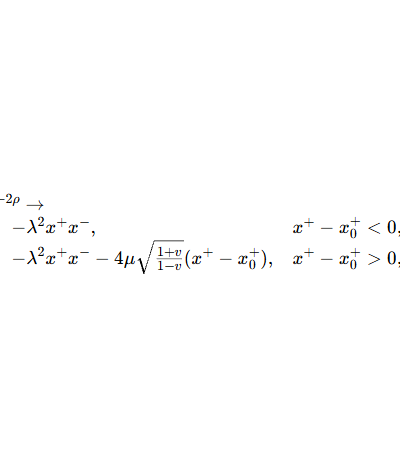 −2ρ →
−λ²x⁺x⁻, x⁺ − x₀⁺ < 0,
−λ²x⁺x⁻ − 4μ√((1+v)/(1−v))(x⁺ − x₀⁺), x⁺ − x₀⁺ > 0,